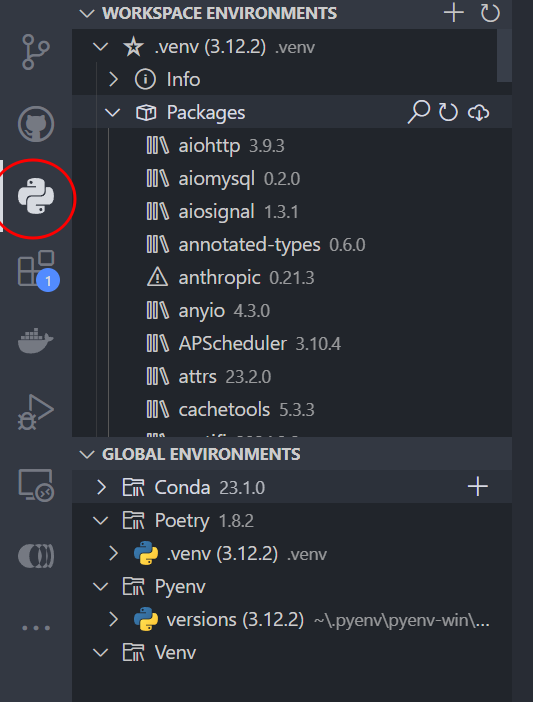 WORKSPACE ENVIRONMENTS
.venv (3.12.2) .venv
Info
Packages
aiohttp 3.9.3
aiomysql 0.2.0
aiosignal 1.3.1
annotated-types 0.6.0
anthropic 0.21.3
anyio 4.3.0
APScheduler 3.10.4
attrs 23.2.0
cachetools 5.3.3
1
GLOBAL ENVIRONMENTS
Conda 23.1.0
Poetry 1.8.2
.venv (3.12.2) .venv
Pyenv
versions (3.12.2) ~\.pyenv\pyenv-win\...
Venv